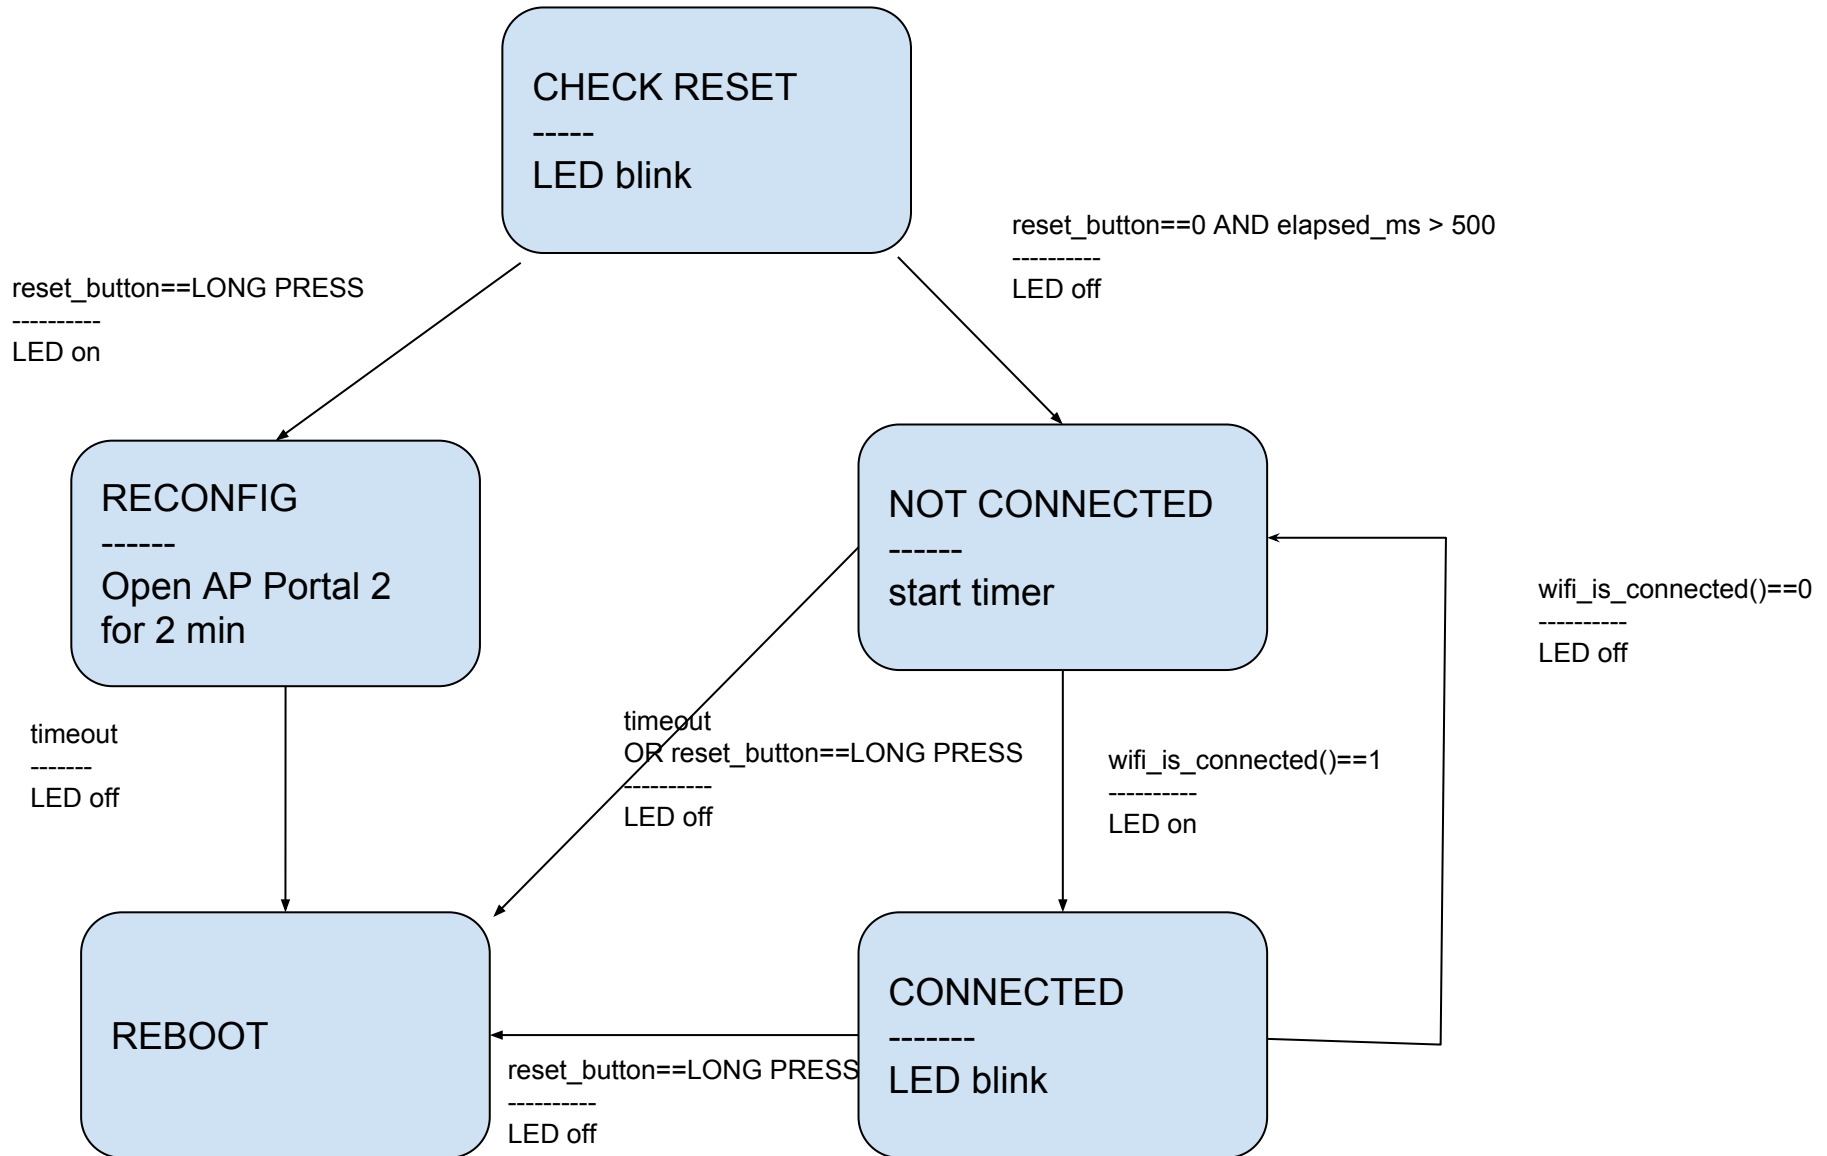 CHECK RESET
-----
LED blink
reset_button==0 AND elapsed_ms > 500
----------
LED off
reset_button==LONG PRESS
----------
LED on
RECONFIG
------
Open AP Portal 2
for 2 min
NOT CONNECTED
------
start timer
wifi_is_connected()==0
----------
LED off
timeout
-------
LED off
timeout
OR reset_button==LONG PRESS
----------
LED off
wifi_is_connected()==1
----------
LED on
REBOOT
reset_button==LONG PRESS
----------
LED off
CONNECTED
-------
LED blink